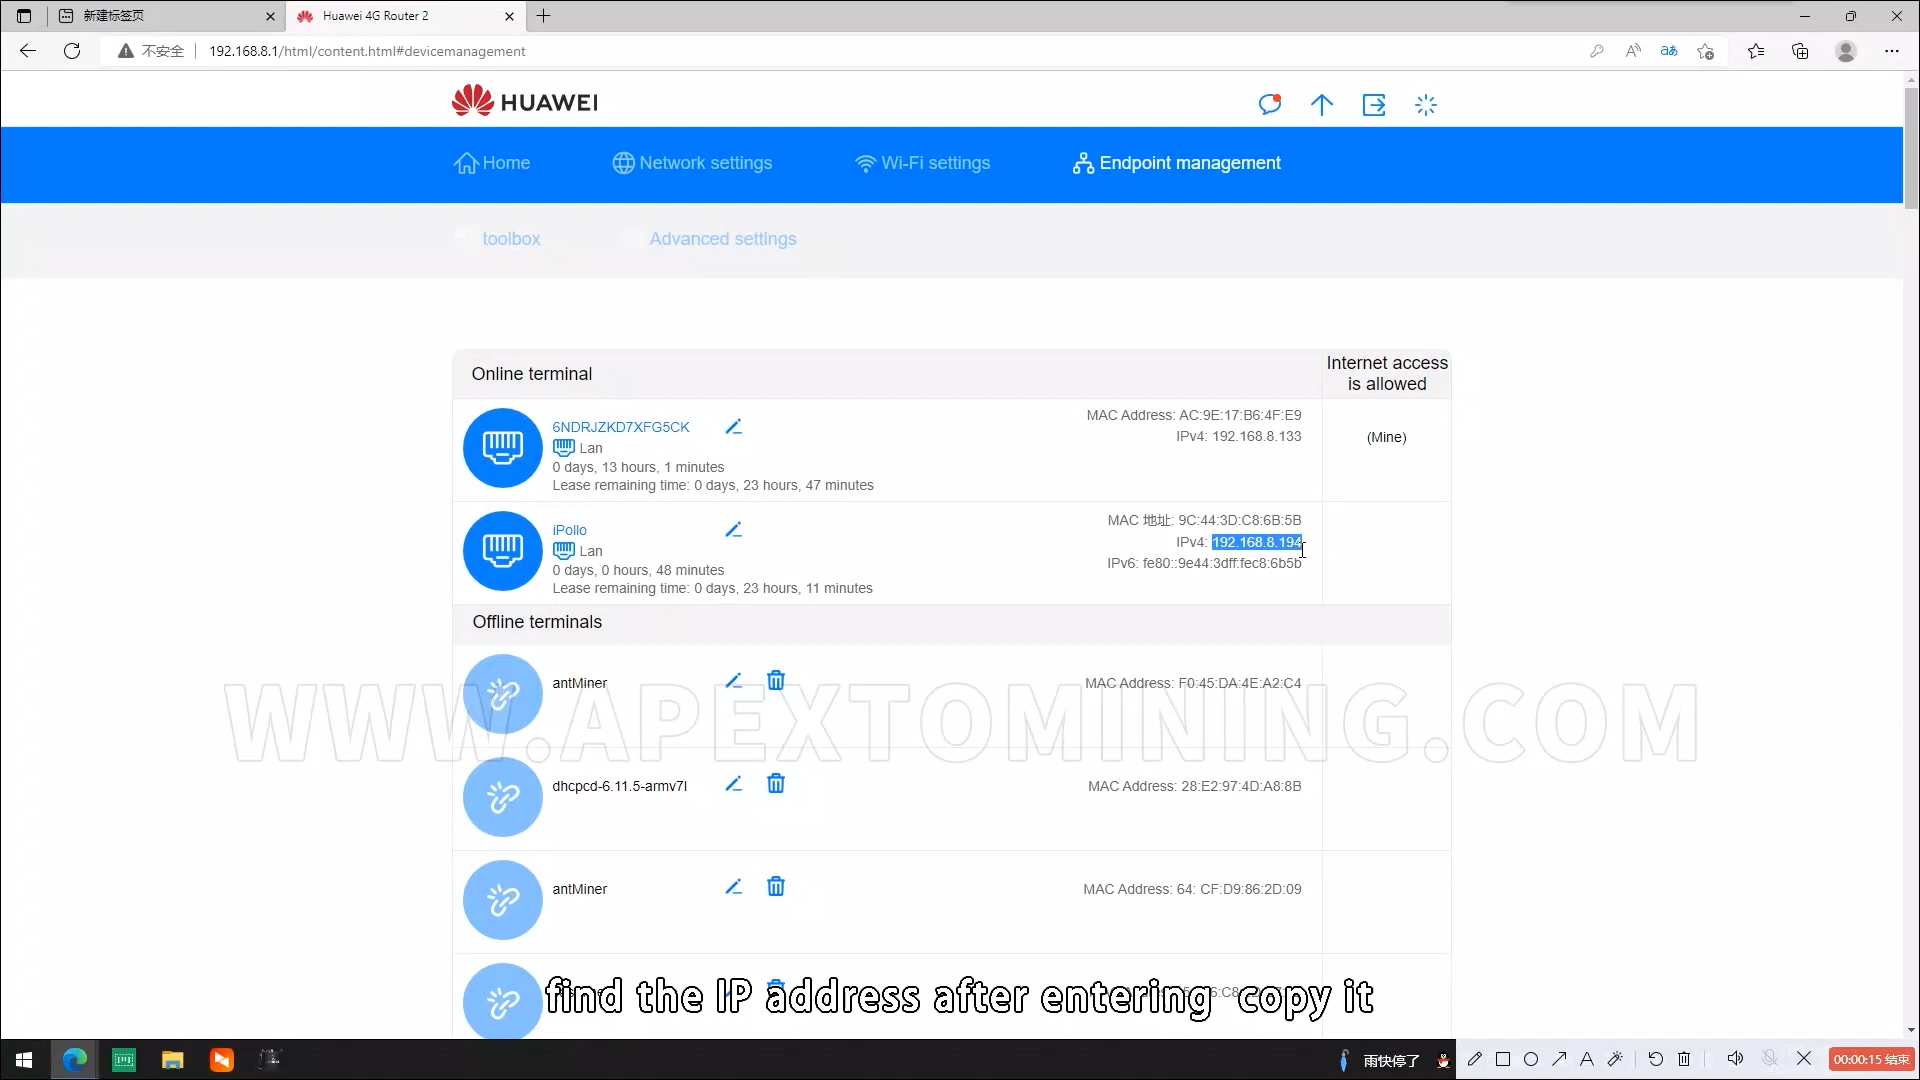 新建标签页
Huawei 4G Router 2
不安全
192.168.8.1/html/content.html#devicemanagement
HUAWEI
Home
Network settings
Wi-Fi settings
Endpoint management
toolbox
Advanced settings
Online terminal
Internet access
is allowed
6NDRJZKD7XFG5CK
Lan
0 days, 13 hours, 1 minutes
Lease remaining time: 0 days, 23 hours, 47 minutes
MAC Address: AC:9E:17:B6:4F:E9
IPv4: 192.168.8.133
(Mine)
iPollo
Lan
0 days, 0 hours, 48 minutes
Lease remaining time: 0 days, 23 hours, 11 minutes
MAC 地址: 9C:44:3D:C8:6B:5B
IPv4: 192.168.8.194
IPv6: fe80::9e44:3dff:fec8:6b5b
Offline terminals
antMiner
MAC Address: F0:45:DA:4E:A2:C4
WWW.APEXTOMINING.COM
dhcpcd-6.11.5-armv7l
MAC Address: 28:E2:97:4D:A8:8B
antMiner
MAC Address: 64: CF:D9:86:2D:09
find the IP address after entering copy it
雨快停了
00:00:15 结束